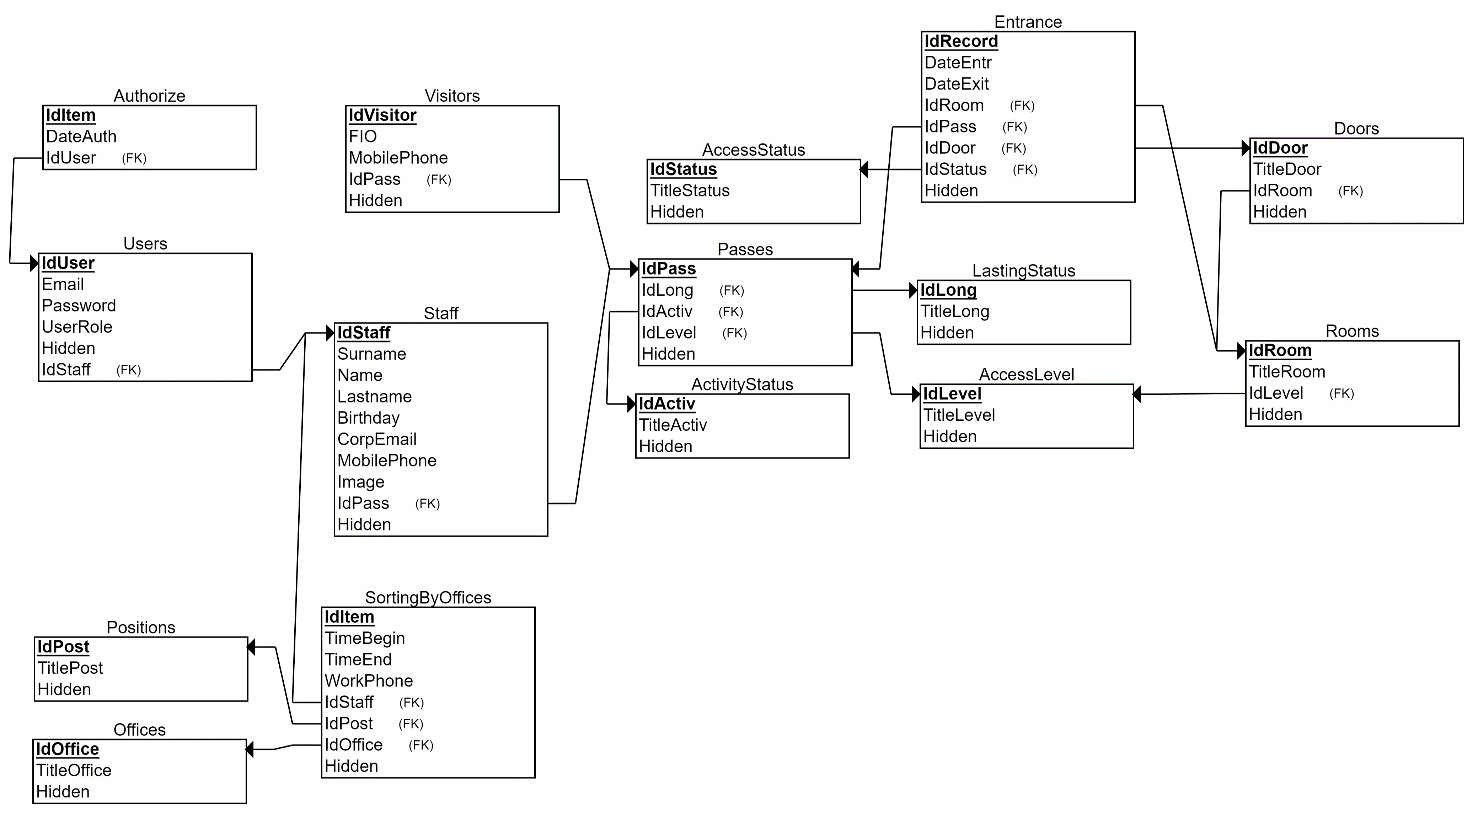 Entrance
IdRecord
DateEntr
DateExit
IdRoom (FK)
IdPass (FK)
IdDoor (FK)
IdStatus (FK)
Hidden
Authorize
IdItem
DateAuth
IdUser (FK)
Visitors
IdVisitor
FIO
MobilePhone
IdPass (FK)
Hidden
AccessStatus
IdStatus
TitleStatus
Hidden
Doors
IdDoor
TitleDoor
IdRoom (FK)
Hidden
Users
IdUser
Email
Password
UserRole
Hidden
IdStaff (FK)
Staff
IdStaff
Surname
Name
Lastname
Birthday
CorpEmail
MobilePhone
Image
IdPass (FK)
Hidden
Passes
IdPass
IdLong (FK)
IdActiv (FK)
IdLevel (FK)
Hidden
LastingStatus
IdLong
TitleLong
Hidden
ActivityStatus
IdActiv
TitleActiv
Hidden
AccessLevel
IdLevel
TitleLevel
Hidden
Rooms
IdRoom
TitleRoom
IdLevel (FK)
Hidden
Positions
IdPost
TitlePost
Hidden
Offices
IdOffice
TitleOffice
Hidden
SortingByOffices
IdItem
TimeBegin
TimeEnd
WorkPhone
IdStaff (FK)
IdPost (FK)
IdOffice (FK)
Hidden